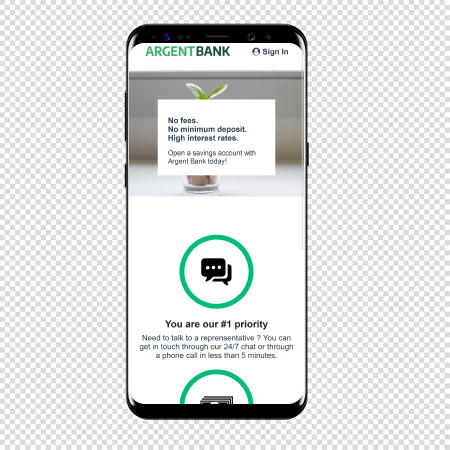 ARGENTBANK
Sign In
No fees.
No minimum deposit.
High interest rates.
Open a savings account with
Argent Bank today!
You are our #1 priority
Need to talk to a reprensentative ? You can
get in touch through our 24/7 chat or through
a phone call in less than 5 minutes.